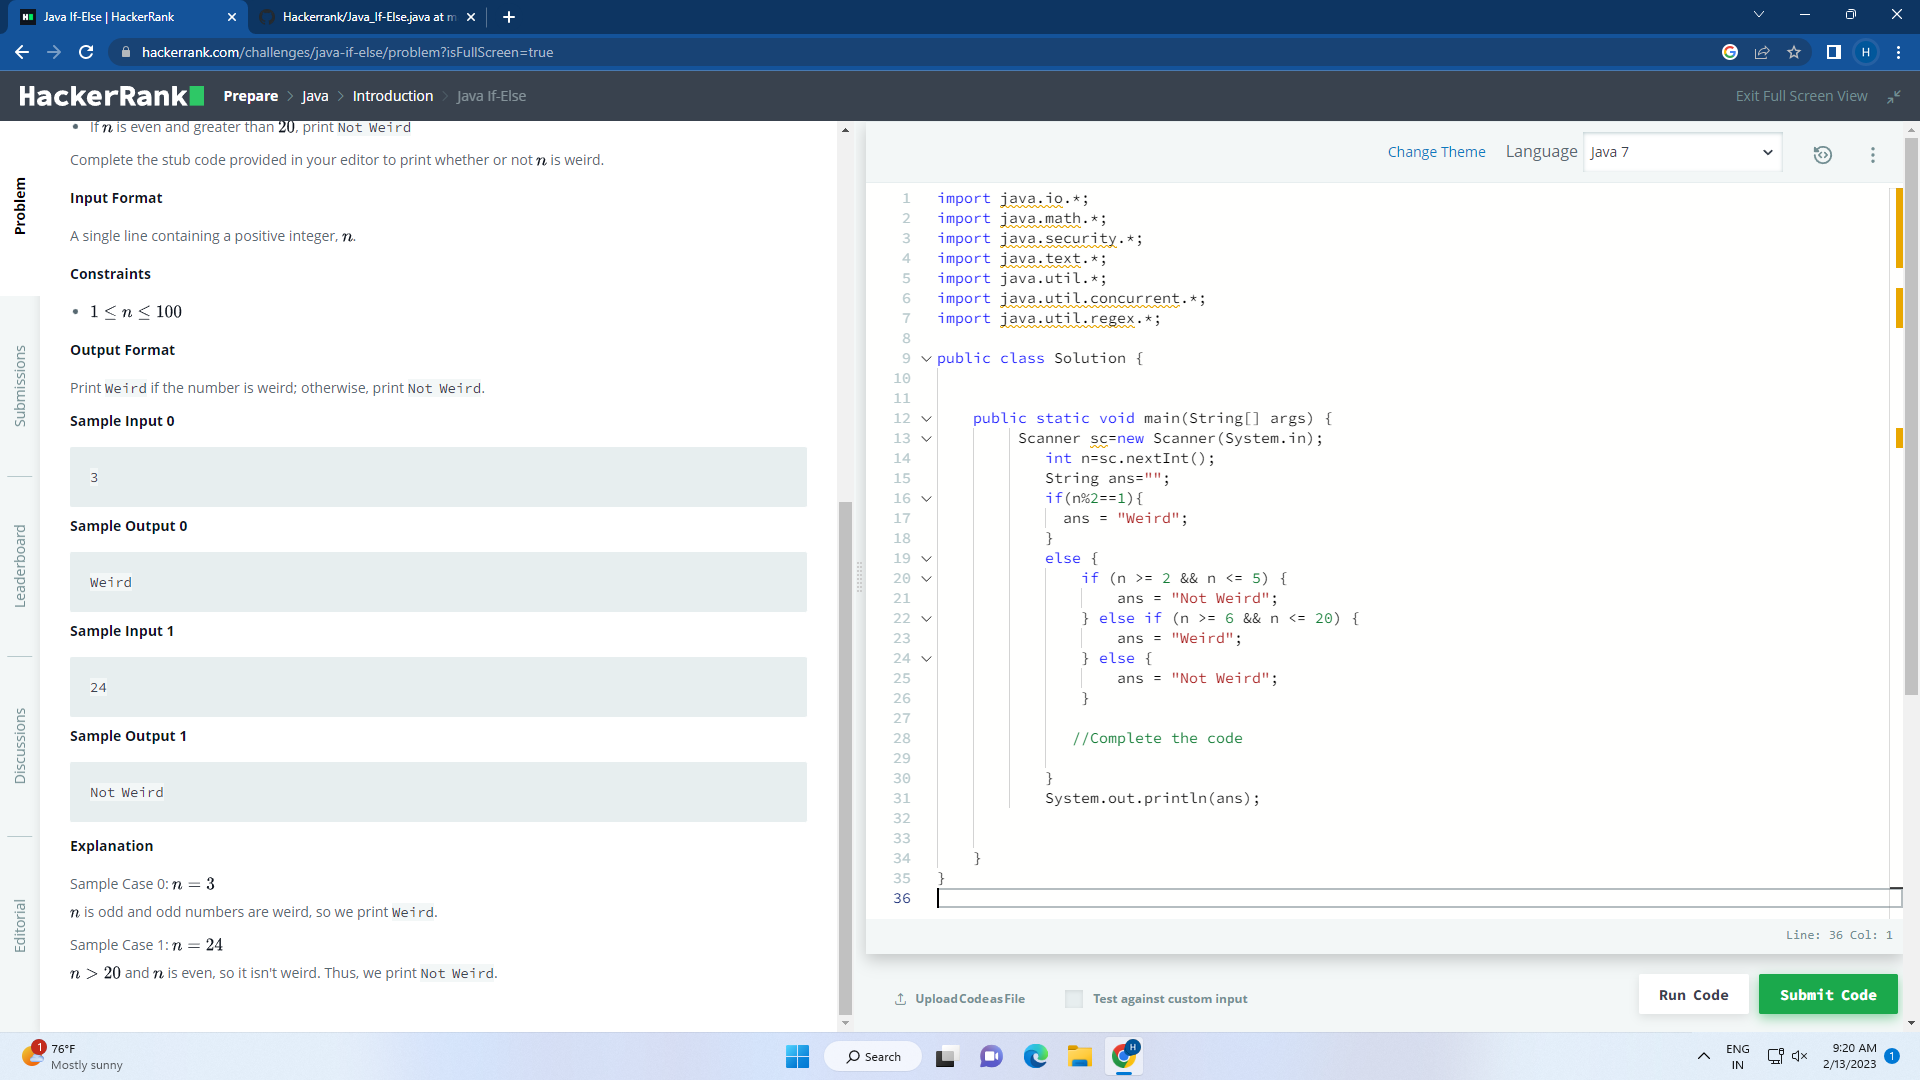 Java If-Else | HackerRank
Hackerrank/Java_If-Else.java at m
hackerrank.com/challenges/java-if-else/problem?isFullScreen=true
H
HackerRank
Prepare > Java > Introduction > Java If-Else
Exit Full Screen View
Problem
Submissions
Leaderboard
Discussions
Editorial
• If n is even and greater than 20, print Not Weird
Complete the stub code provided in your editor to print whether or not n is weird.
Input Format
A single line containing a positive integer, n.
Constraints
• 1 ≤ n ≤ 100
Output Format
Print Weird if the number is weird; otherwise, print Not Weird.
Sample Input 0
3
Sample Output 0
Weird
Sample Input 1
24
Sample Output 1
Not Weird
Explanation
Sample Case 0: n = 3
n is odd and odd numbers are weird, so we print Weird.
Sample Case 1: n = 24
n > 20 and n is even, so it isn't weird. Thus, we print Not Weird.
Change Theme Language Java 7
1 import java.io.*;
2 import java.math.*;
3 import java.security.*;
4 import java.text.*;
5 import java.util.*;
6 import java.util.concurrent.*;
7 import java.util.regex.*;
8
9 public class Solution {
10
11
12 public static void main(String[] args) {
13 Scanner sc=new Scanner(System.in);
14 int n=sc.nextInt();
15 String ans="";
16 if(n%2==1){
17 ans = "Weird";
18 }
19 else {
20 if (n >= 2 && n <= 5) {
21 ans = "Not Weird";
22 } else if (n >= 6 && n <= 20) {
23 ans = "Weird";
24 } else {
25 ans = "Not Weird";
26 }
27
28 //Complete the code
29
30 }
31 System.out.println(ans);
32
33
34 }
35 }
36
Line: 36 Col: 1
Upload Code as File
Test against custom input
Run Code
Submit Code
1
76°F
Mostly sunny
Search
H
ENG
IN
9:20 AM
2/13/2023
1